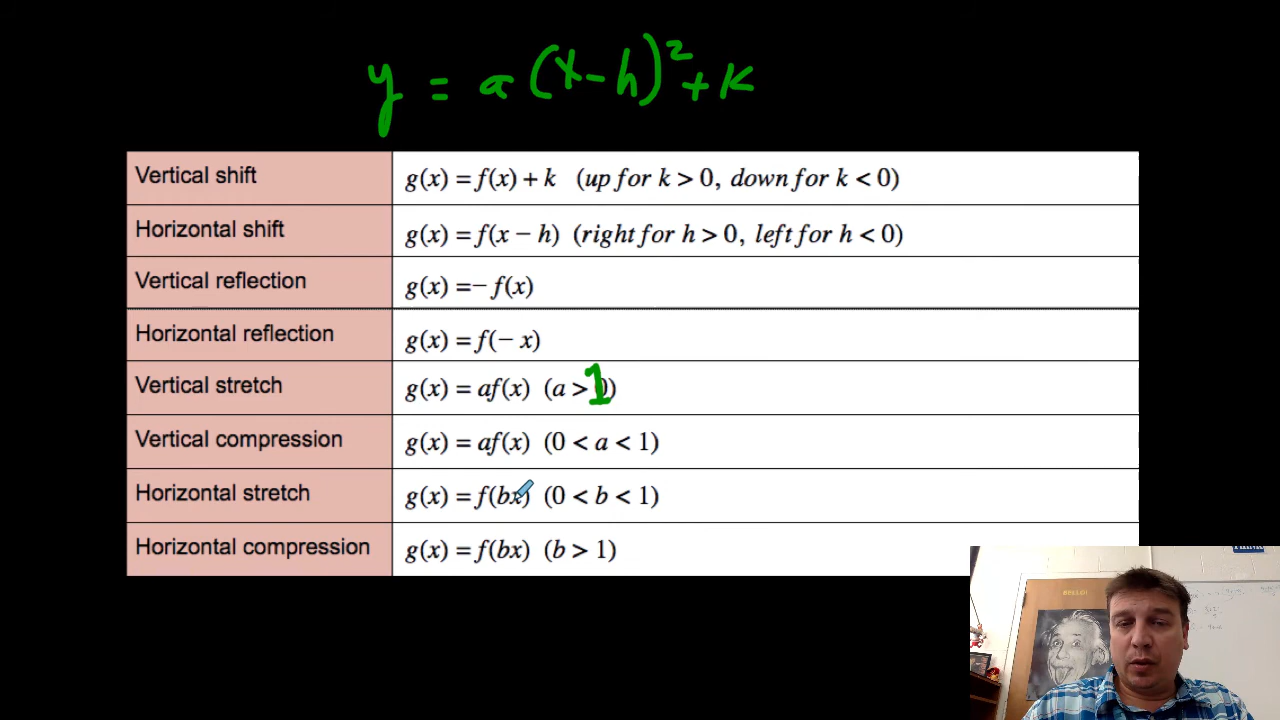 y = a(x-h)² + k
Vertical shift g(x) = f(x) + k (up for k > 0, down for k < 0)
Horizontal shift g(x) = f(x − h) (right for h > 0, left for h < 0)
Vertical reflection g(x) =− f(x)
Horizontal reflection g(x) = f(− x)
Vertical stretch g(x) = af(x) (a > 1)
Vertical compression g(x) = af(x) (0 < a < 1)
Horizontal stretch g(x) = f(bx) (0 < b < 1)
Horizontal compression g(x) = f(bx) (b > 1)